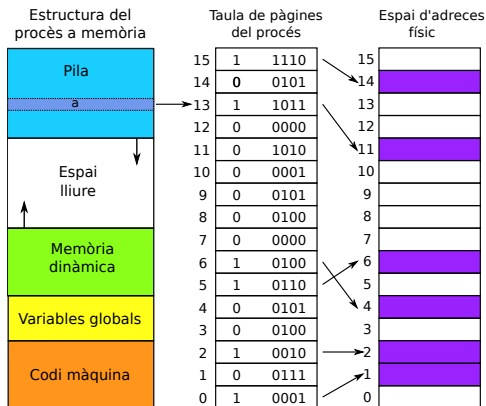 Estructura del
procès a memòria
Pila
a
Espai
lliure
Memòria
dinàmica
Variables globals
Codi màquina
Taula de pàgines
del procés
15 1 1110
14 0 0101
13 1 1011
12 0 0000
11 0 1010
10 0 0001
9 0 0101
8 0 0100
7 0 0000
6 1 0100
5 1 0110
4 0 0101
3 0 0100
2 1 0010
1 0 0111
0 1 0001
Espai d'adreces
físic
15
14
13
12
11
10
9
8
7
6
5
4
3
2
1
0